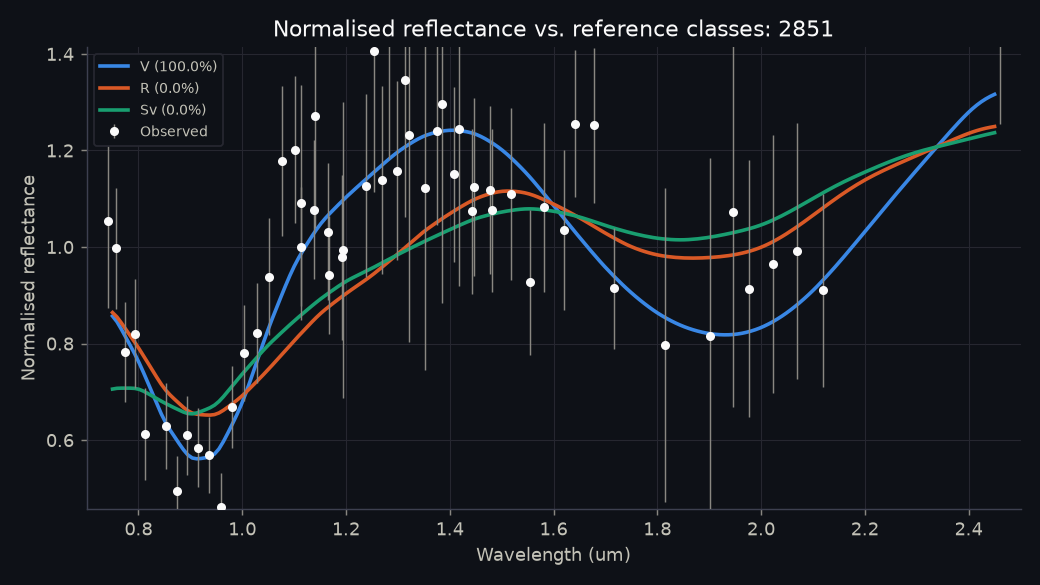 Normalised reflectance vs. reference classes: 2851
1.4
1.2
1.0
0.8
0.6
Normalised reflectance
V (100.0%)
R (0.0%)
Sv (0.0%)
Observed
0.8 1.0 1.2 1.4 1.6 1.8 2.0 2.2 2.4
Wavelength (um)